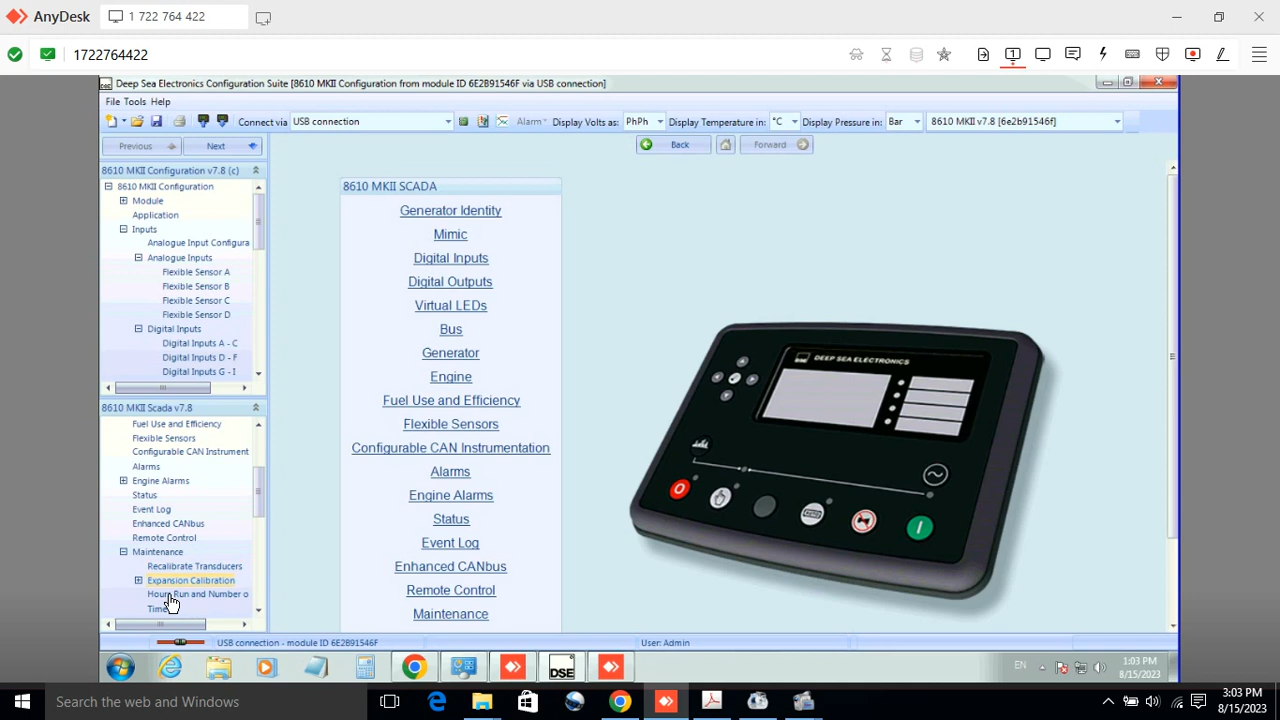 AnyDesk
1 722 764 422
1722764422
1
Deep Sea Electronics Configuration Suite [8610 MKII Configuration from module ID 6E2B91546F via USB connection]
File Tools Help
Connect via
USB connection
Alarm
Display Volts as:
PhPh
Display Temperature in:
°C
Display Pressure in:
Bar
8610 MKII v7.8 [6e2b91546f]
Previous
Next
Back
Forward
8610 MKII Configuration v7.8 (c)
8610 MKII Configuration
Module
Application
Inputs
Analogue Input Configura
Analogue Inputs
Flexible Sensor A
Flexible Sensor B
Flexible Sensor C
Flexible Sensor D
Digital Inputs
Digital Inputs A - C
Digital Inputs D - F
Digital Inputs G - I
8610 MKII Scada v7.8
Fuel Use and Efficiency
Flexible Sensors
Configurable CAN Instrument
Alarms
Engine Alarms
Status
Event Log
Enhanced CANbus
Remote Control
Maintenance
Recalibrate Transducers
Expansion Calibration
Hours Run and Number o
8610 MKII SCADA
Generator Identity
Mimic
Digital Inputs
Digital Outputs
Virtual LEDs
Bus
Generator
Engine
Fuel Use and Efficiency
Flexible Sensors
Configurable CAN Instrumentation
Alarms
Engine Alarms
Status
Event Log
Enhanced CANbus
Remote Control
Maintenance
DEEP SEA ELECTRONICS
AUTO
USB connection - module ID 6E2B91546F
User: Admin
DSE
EN
1:03 PM
8/15/2023
Search the web and Windows
3:03 PM
8/15/2023